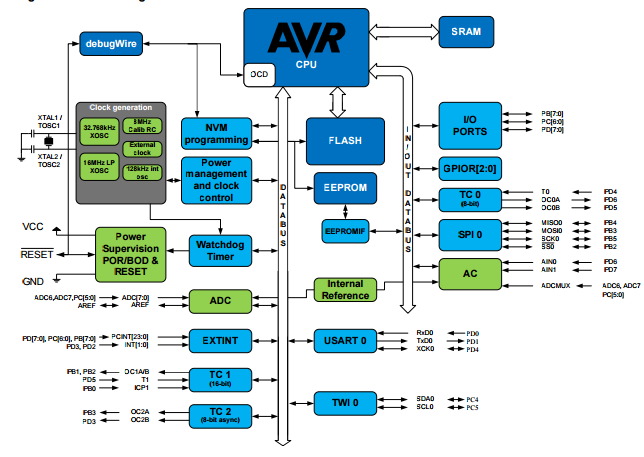 debugWire
AVR
CPU
OCD
SRAM
Clock generation
XTAL1 /
TOSC1
XTAL2 /
TOSC2
32.768kHz
XOSC
8MHz
Calib RC
External
clock
16MHz LP
XOSC
128kHz int
osc
NVM
programming
FLASH
I/O
PORTS
PB[7:0]
PC[6:0]
PD[7:0]
GPIOR[2:0]
Power
management
and clock
control
EEPROM
EEPROMIF
DATABUS
IN/OUT DATABUS
TC 0
(8-bit)
T0
OC0A
OC0B
PD4
PD6
PD5
SPI 0
MISO0
MOSI0
SCK0
SS0
PB4
PB3
PB5
PB2
VCC
RESET
GND
Power
Supervision
POR/BOD &
RESET
Watchdog
Timer
Internal
Reference
AC
AIN0
AIN1
ADCMUX
PD6
PD7
ADC6, ADC7
PC[5:0]
ADC6,ADC7,PC[5:0]
AREF
ADC[7:0]
AREF
ADC
PD[7:0], PC[6:0], PB[7:0]
PD3, PD2
PCINT[23:0]
INT[1:0]
EXTINT
USART 0
RxD0
TxD0
XCK0
PD0
PD1
PD4
PB1, PB2
PD5
PB0
OC1A/B
T1
ICP1
TC 1
(16-bit)
TWI 0
SDA0
SCL0
PC4
PC5
PB3
PD3
OC2A
OC2B
TC 2
(8-bit async)